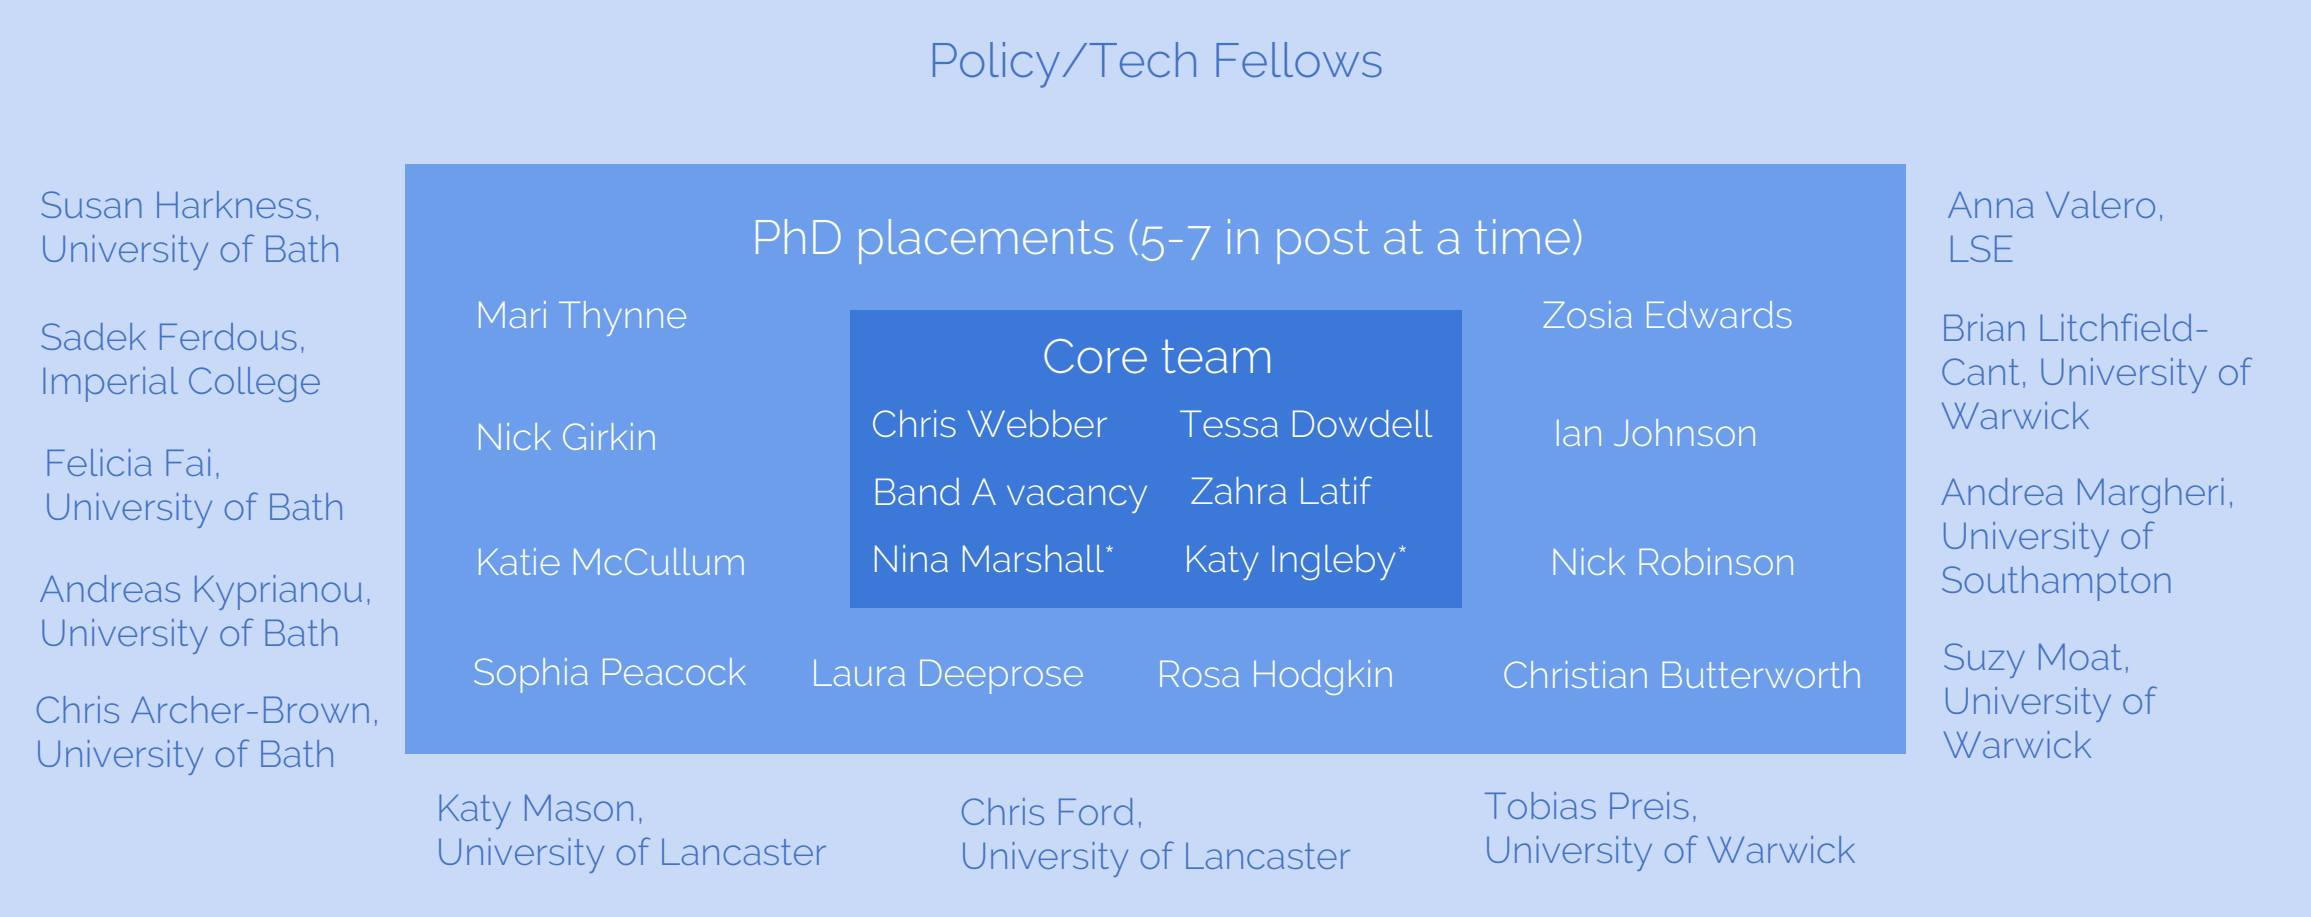 Policy/Tech Fellows
Susan Harkness,
University of Bath
Sadek Ferdous,
Imperial College
Felicia Fai,
University of Bath
Andreas Kyprianou,
University of Bath
Chris Archer-Brown,
University of Bath
PhD placements (5-7 in post at a time)
Mari Thynne
Nick Girkin
Katie McCullum
Sophia Peacock
Laura Deeprose
Rosa Hodgkin
Core team
Chris Webber
Tessa Dowdell
Band A vacancy
Zahra Latif
Nina Marshall*
Katy Ingleby*
Zosia Edwards
Ian Johnson
Nick Robinson
Christian Butterworth
Anna Valero,
LSE
Brian Litchfield-
Cant, University of
Warwick
Andrea Margheri,
University of
Southampton
Suzy Moat,
University of
Warwick
Katy Mason,
University of Lancaster
Chris Ford,
University of Lancaster
Tobias Preis,
University of Warwick